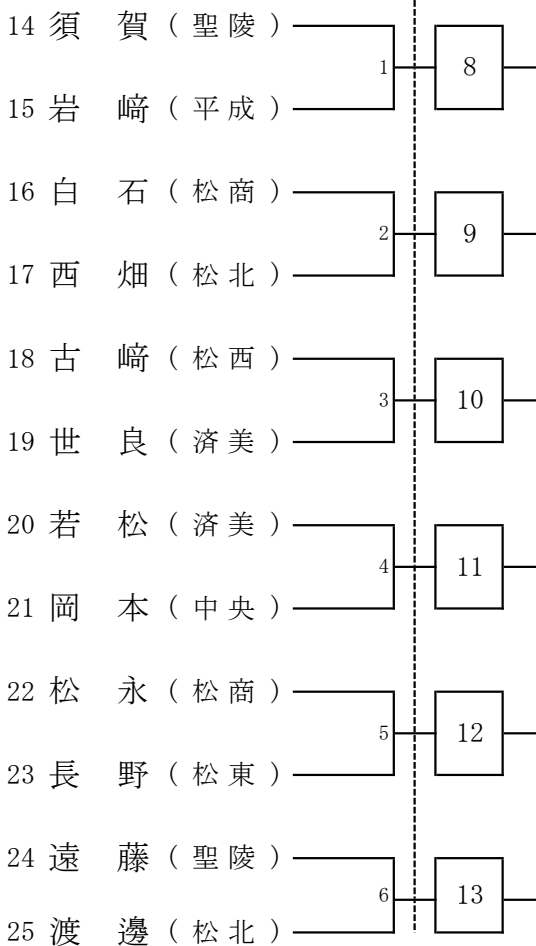 14 須 賀 ( 聖 陵 )
1
8
15 岩 﨑 ( 平 成 )
16 白 石 ( 松 商 )
2
9
17 西 畑 ( 松 北 )
18 古 﨑 ( 松 西 )
3
10
19 世 良 ( 済 美 )
20 若 松 ( 済 美 )
4
11
21 岡 本 ( 中 央 )
22 松 永 ( 松 商 )
5
12
23 長 野 ( 松 東 )
24 遠 藤 ( 聖 陵 )
6
13
25 渡 邊 ( 松 北 )